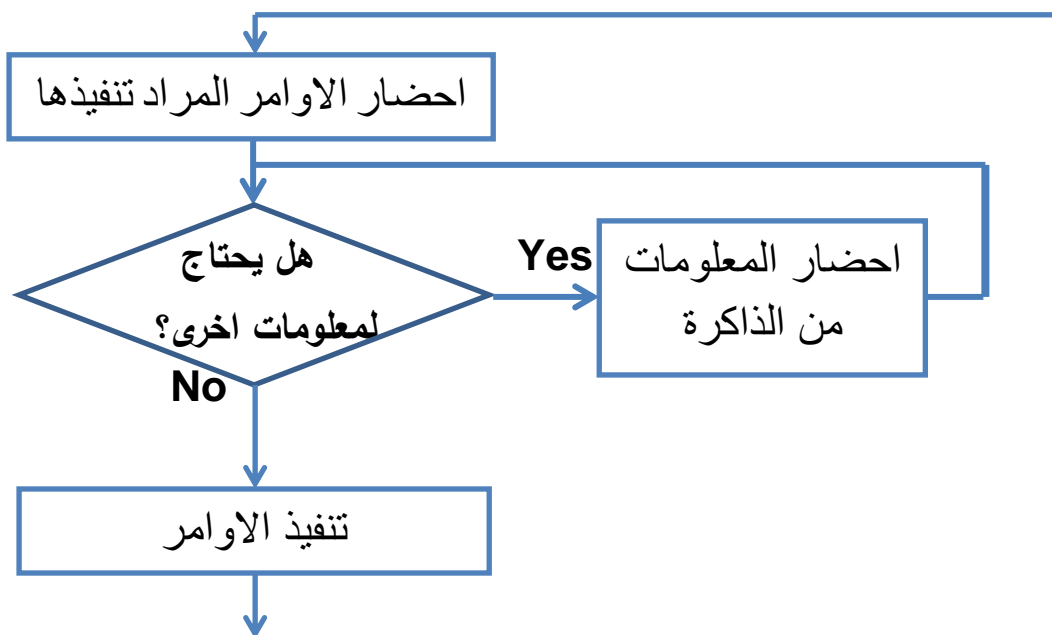 احضار الاوامر المراد تنفيذها
هل يحتاج
لمعلومات اخرى؟
Yes
احضار المعلومات
من الذاكرة
No
تنفيذ الاوامر